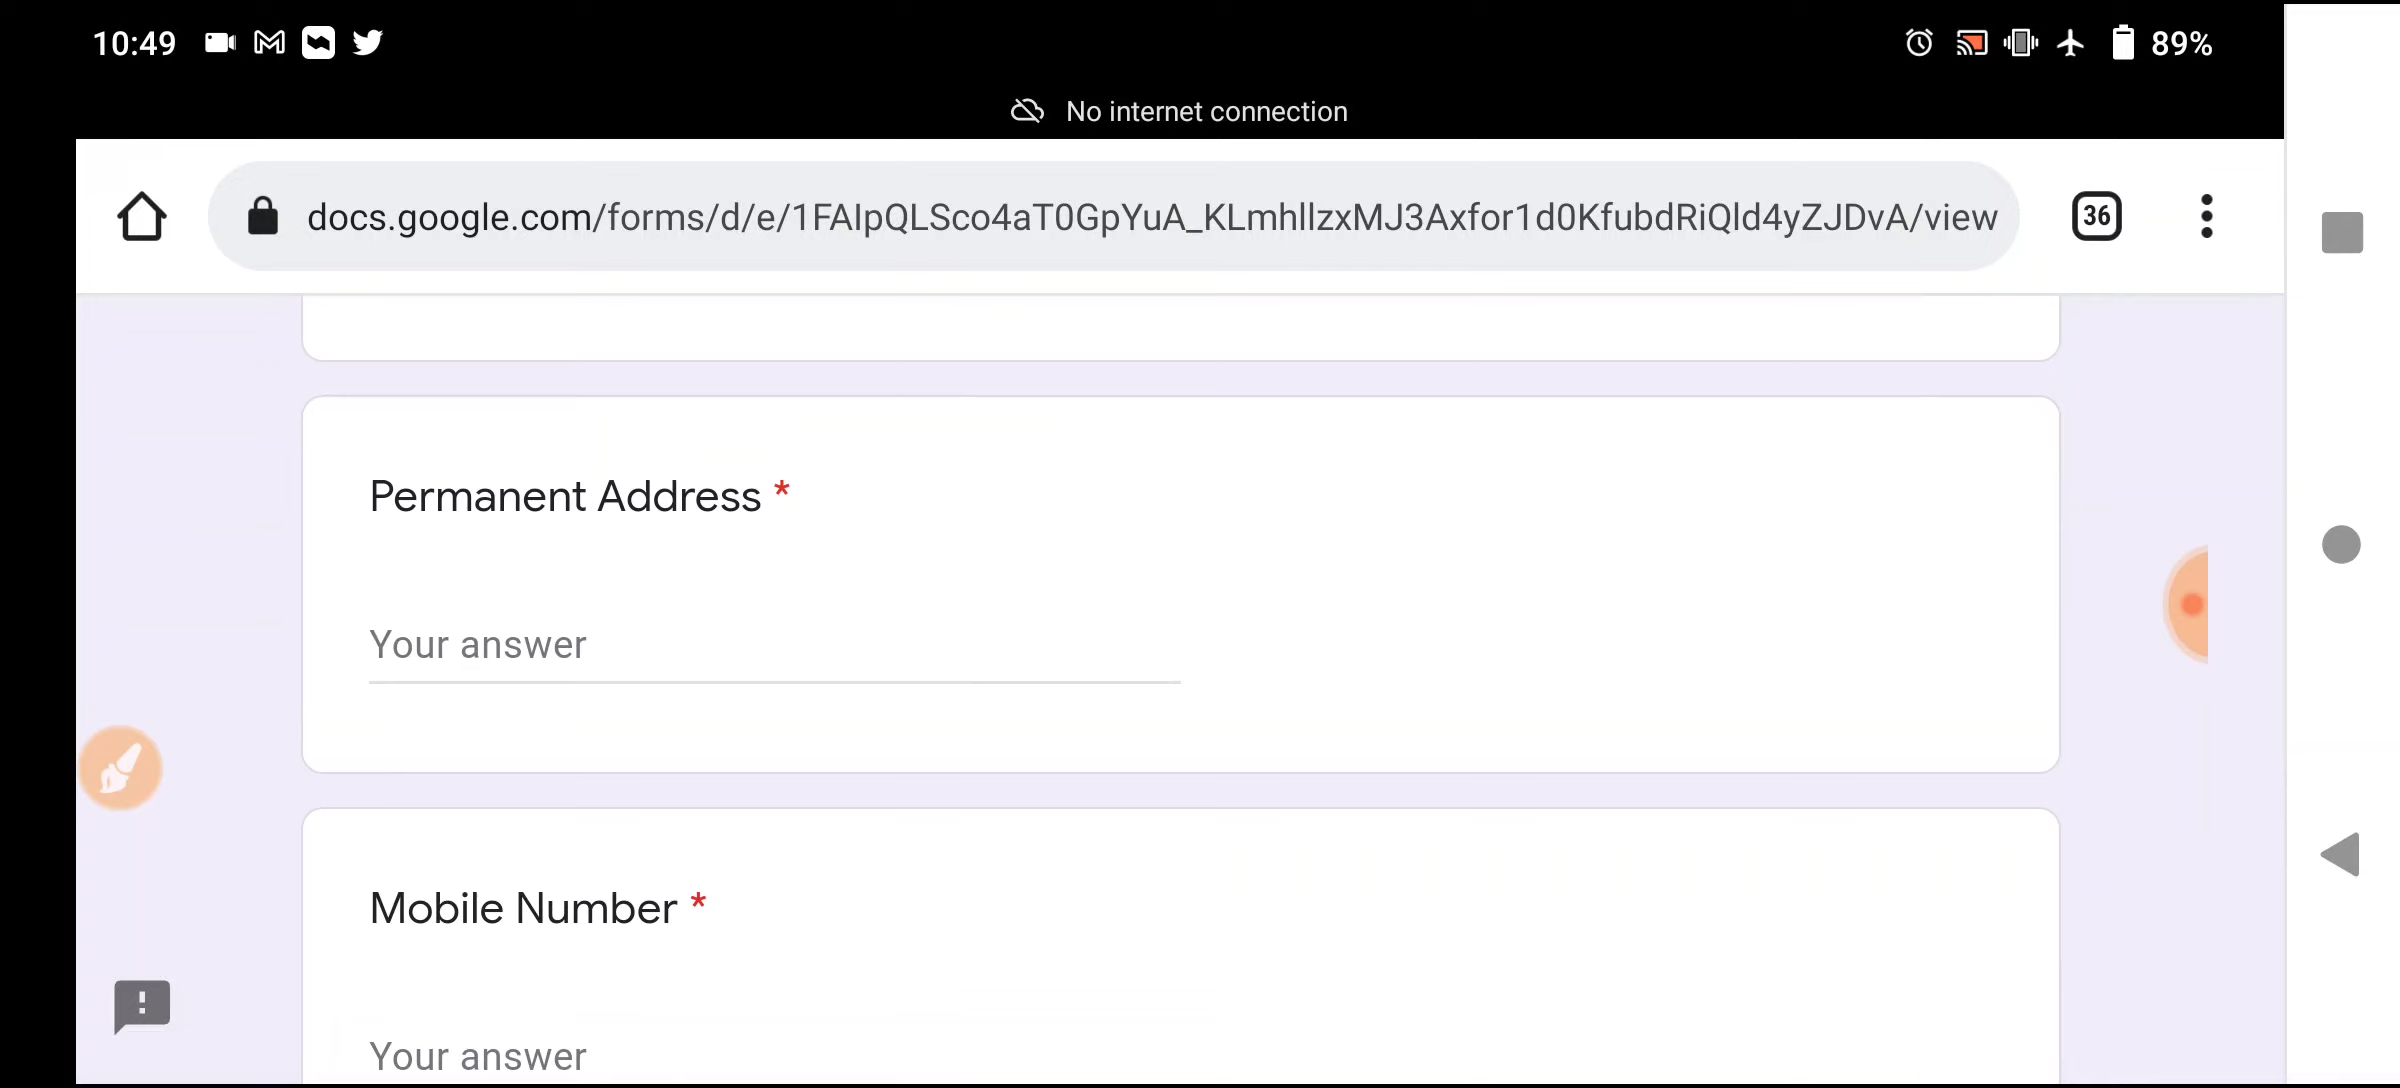 10:49
89%
No internet connection
docs.google.com/forms/d/e/1FAIpQLSco4aT0GpYuA_KLmhllzxMJ3Axfor1d0KfubdRiQld4yZJDvA/view
36
Permanent Address *
Your answer
Mobile Number *
Your answer